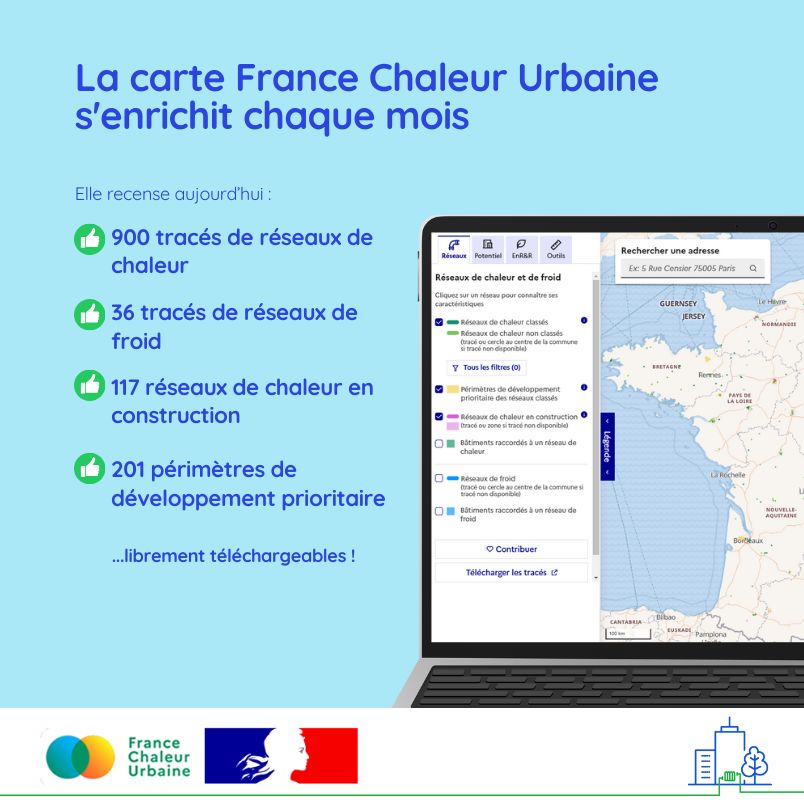 La carte France Chaleur Urbaine
s'enrichit chaque mois
Elle recense aujourd'hui :
900 tracés de réseaux de
chaleur
36 tracés de réseaux de
froid
117 réseaux de chaleur en
construction
201 périmètres de
développement prioritaire
...librement téléchargeables !
Réseaux
Potentiel
EnR&R
Outils
Réseaux de chaleur et de froid
Cliquez sur un réseau pour connaître ses
caractéristiques
Réseaux de chaleur classés
Réseaux de chaleur non classés
(tracé ou cercle au centre de la commune
si tracé non disponible)
Tous les filtres (0)
Périmètres de développement
prioritaire des réseaux classés
Réseaux de chaleur en construction
(tracé ou zone si tracé non disponible)
Bâtiments raccordés à un réseau de
chaleur
Réseaux de froid
(tracé ou cercle au centre de la commune si
tracé non disponible)
Bâtiments raccordés à un réseau de
froid
Contribuer
Télécharger les tracés
Légende
Rechercher une adresse
Ex: 5 Rue Censier 75005 Paris
GUERNSEY
JERSEY
Le Havre
NORMANDIE
BRETAGNE
Rennes
PAYS DE
LA LOIRE
La Rochelle
NOUVELLE-
AQUITAINE
Bordeaux
CANTABRIA
Bilbao
EUSKADI
Pamplona
100 km
France
Chaleur
Urbaine